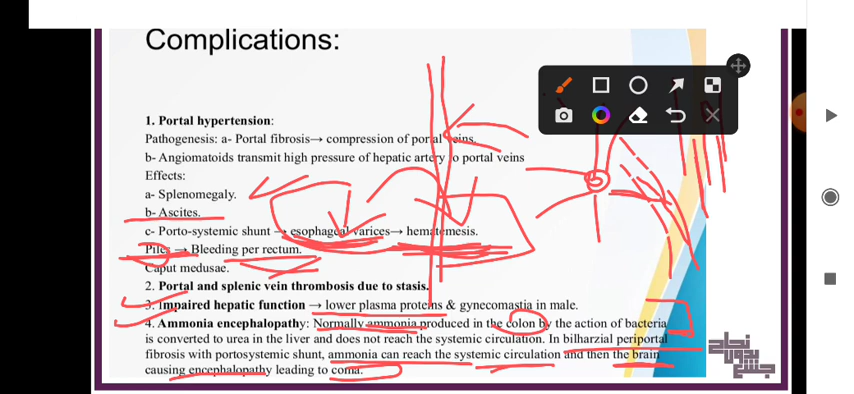 Complications:
1. Portal hypertension:
Pathogenesis: a- Portal fibrosis→ compression of portal veins.
b- Angiomatoids transmit high pressure of hepatic artery to portal veins
Effects:
a- Splenomegaly.
b- Ascites.
c- Porto-systemic shunt → esophageal varices→ hematemesis.
Piles → Bleeding per rectum.
Caput medusae.
2. Portal and splenic vein thrombosis due to stasis.
3. Impaired hepatic function → lower plasma proteins & gynecomastia in male.
4. Ammonia encephalopathy: Normally ammonia produced in the colon by the action of bacteria
is converted to urea in the liver and does not reach the systemic circulation. In bilharzial periportal
fibrosis with portosystemic shunt, ammonia can reach the systemic circulation and then the brain
causing encephalopathy leading to coma.